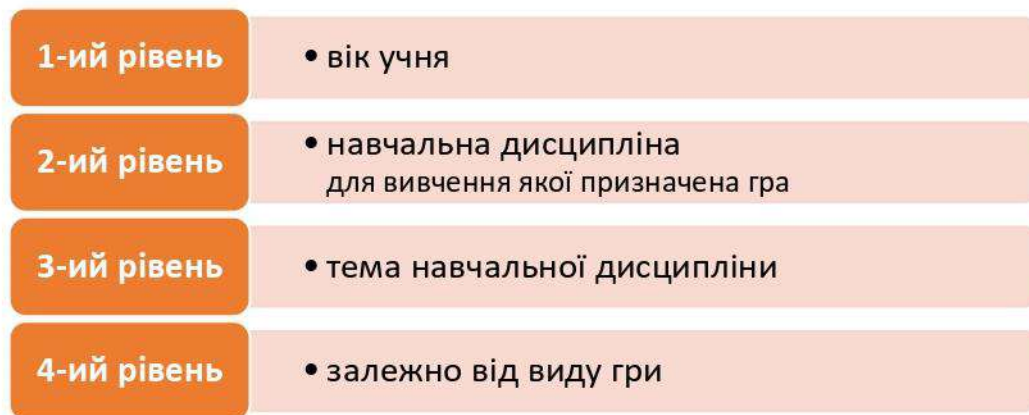 1-ий рівень
• вік учня
2-ий рівень
• навчальна дисципліна
для вивчення якої призначена гра
3-ий рівень
• тема навчальної дисципліни
4-ий рівень
• залежно від виду гри